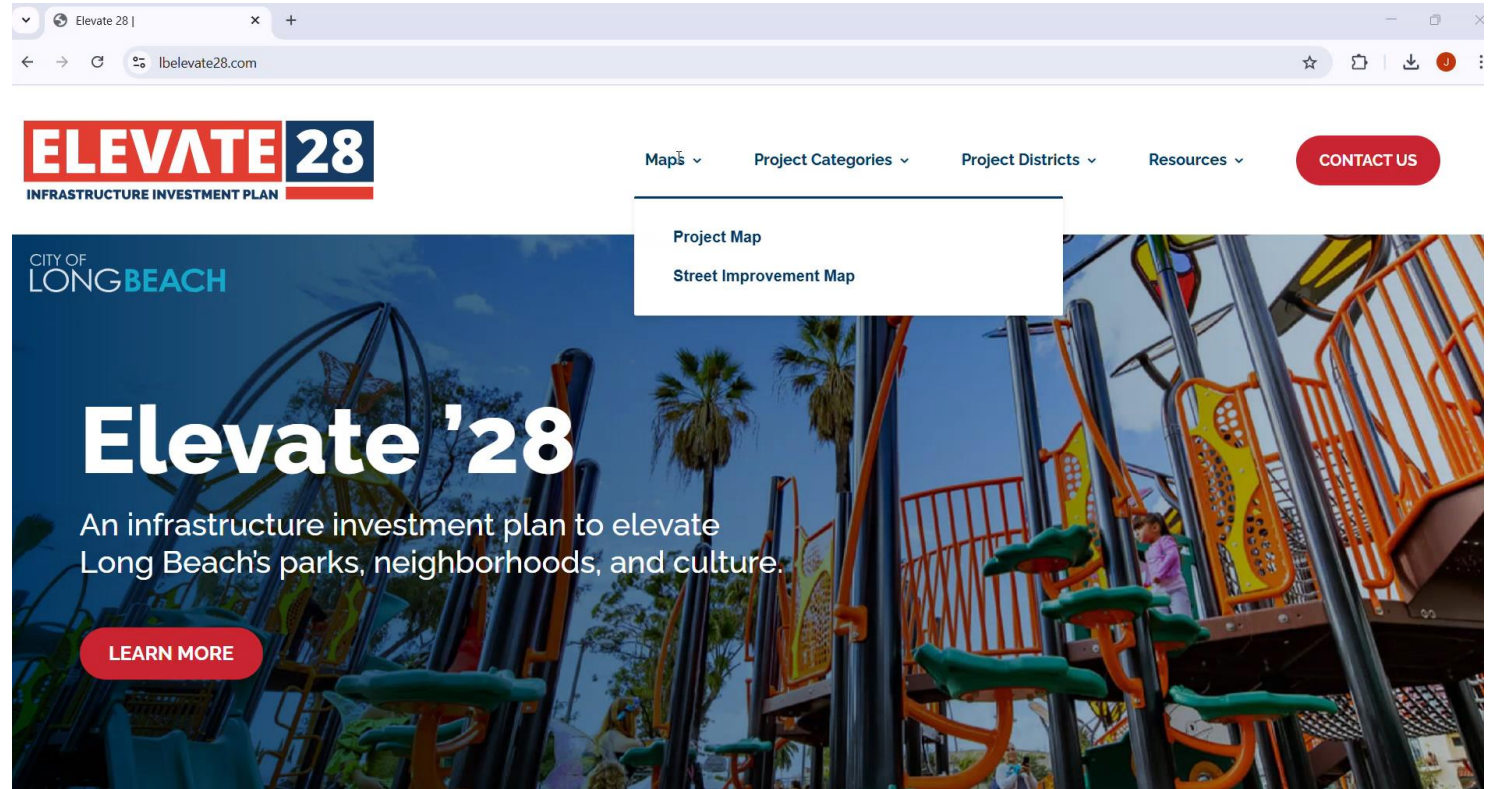 Elevate 28 |
lbelevate28.com
J
ELEVATE 28
INFRASTRUCTURE INVESTMENT PLAN
Maps
Project Categories
Project Districts
Resources
CONTACT US
Project Map
Street Improvement Map
CITY OF
LONGBEACH
Elevate ’28
An infrastructure investment plan to elevate
Long Beach’s parks, neighborhoods, and culture.
LEARN MORE